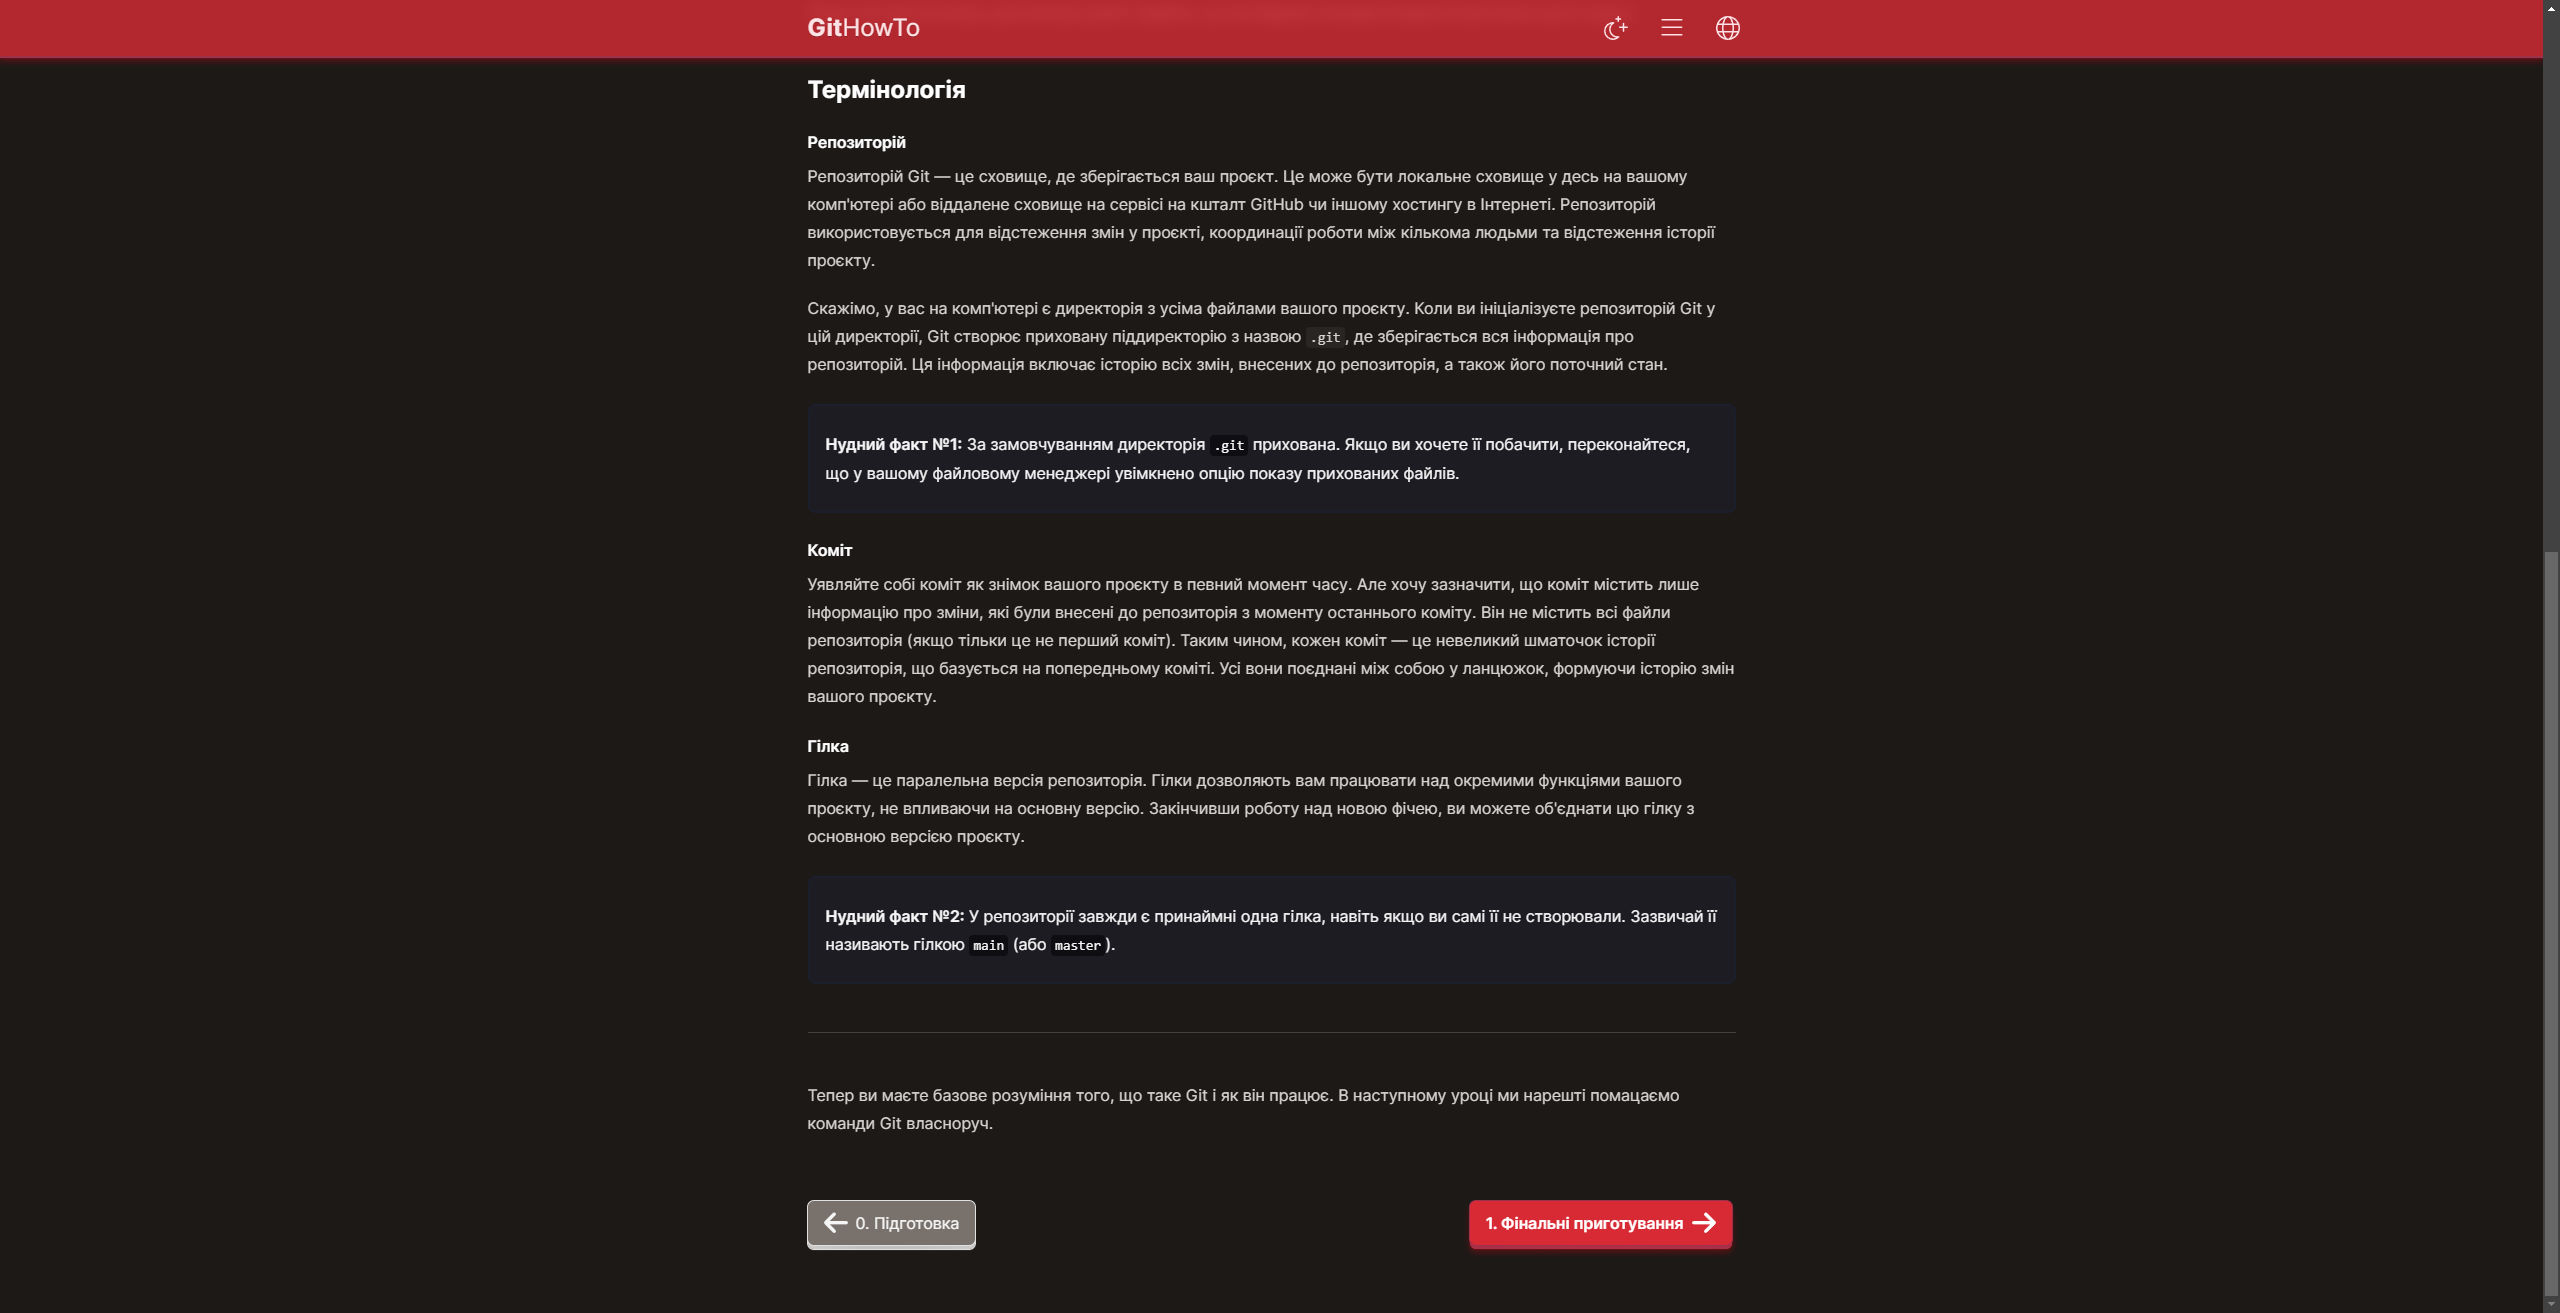 GitHowTo
Термінологія
Репозиторій
Репозиторій Git — це сховище, де зберігається ваш проєкт. Це може бути локальне сховище у десь на вашому
комп'ютері або віддалене сховище на сервісі на кшталт GitHub чи іншому хостингу в Інтернеті. Репозиторій
використовується для відстеження змін у проєкті, координації роботи між кількома людьми та відстеження історії
проєкту.
Скажімо, у вас на комп'ютері є директорія з усіма файлами вашого проєкту. Коли ви ініціалізуєте репозиторій Git у
цій директорії, Git створює приховану піддиректорію з назвою .git, де зберігається вся інформація про
репозиторій. Ця інформація включає історію всіх змін, внесених до репозиторія, а також його поточний стан.
Нудний факт №1: За замовчуванням директорія .git прихована. Якщо ви хочете її побачити, переконайтеся,
що у вашому файловому менеджері увімкнено опцію показу прихованих файлів.
Коміт
Уявляйте собі коміт як знімок вашого проєкту в певний момент часу. Але хочу зазначити, що коміт містить лише
інформацію про зміни, які були внесені до репозиторія з моменту останнього коміту. Він не містить всі файли
репозиторія (якщо тільки це не перший коміт). Таким чином, кожен коміт — це невеликий шматочок історії
репозиторія, що базується на попередньому коміті. Усі вони поєднані між собою у ланцюжок, формуючи історію змін
вашого проєкту.
Гілка
Гілка — це паралельна версія репозиторія. Гілки дозволяють вам працювати над окремими функціями вашого
проєкту, не впливаючи на основну версію. Закінчивши роботу над новою фічею, ви можете об'єднати цю гілку з
основною версією проєкту.
Нудний факт №2: У репозиторії завжди є принаймні одна гілка, навіть якщо ви самі її не створювали. Зазвичай її
називають гілкою main (або master).
Тепер ви маєте базове розуміння того, що таке Git і як він працює. В наступному уроці ми нарешті помацаємо
команди Git власноруч.
0. Підготовка
1. Фінальні приготування